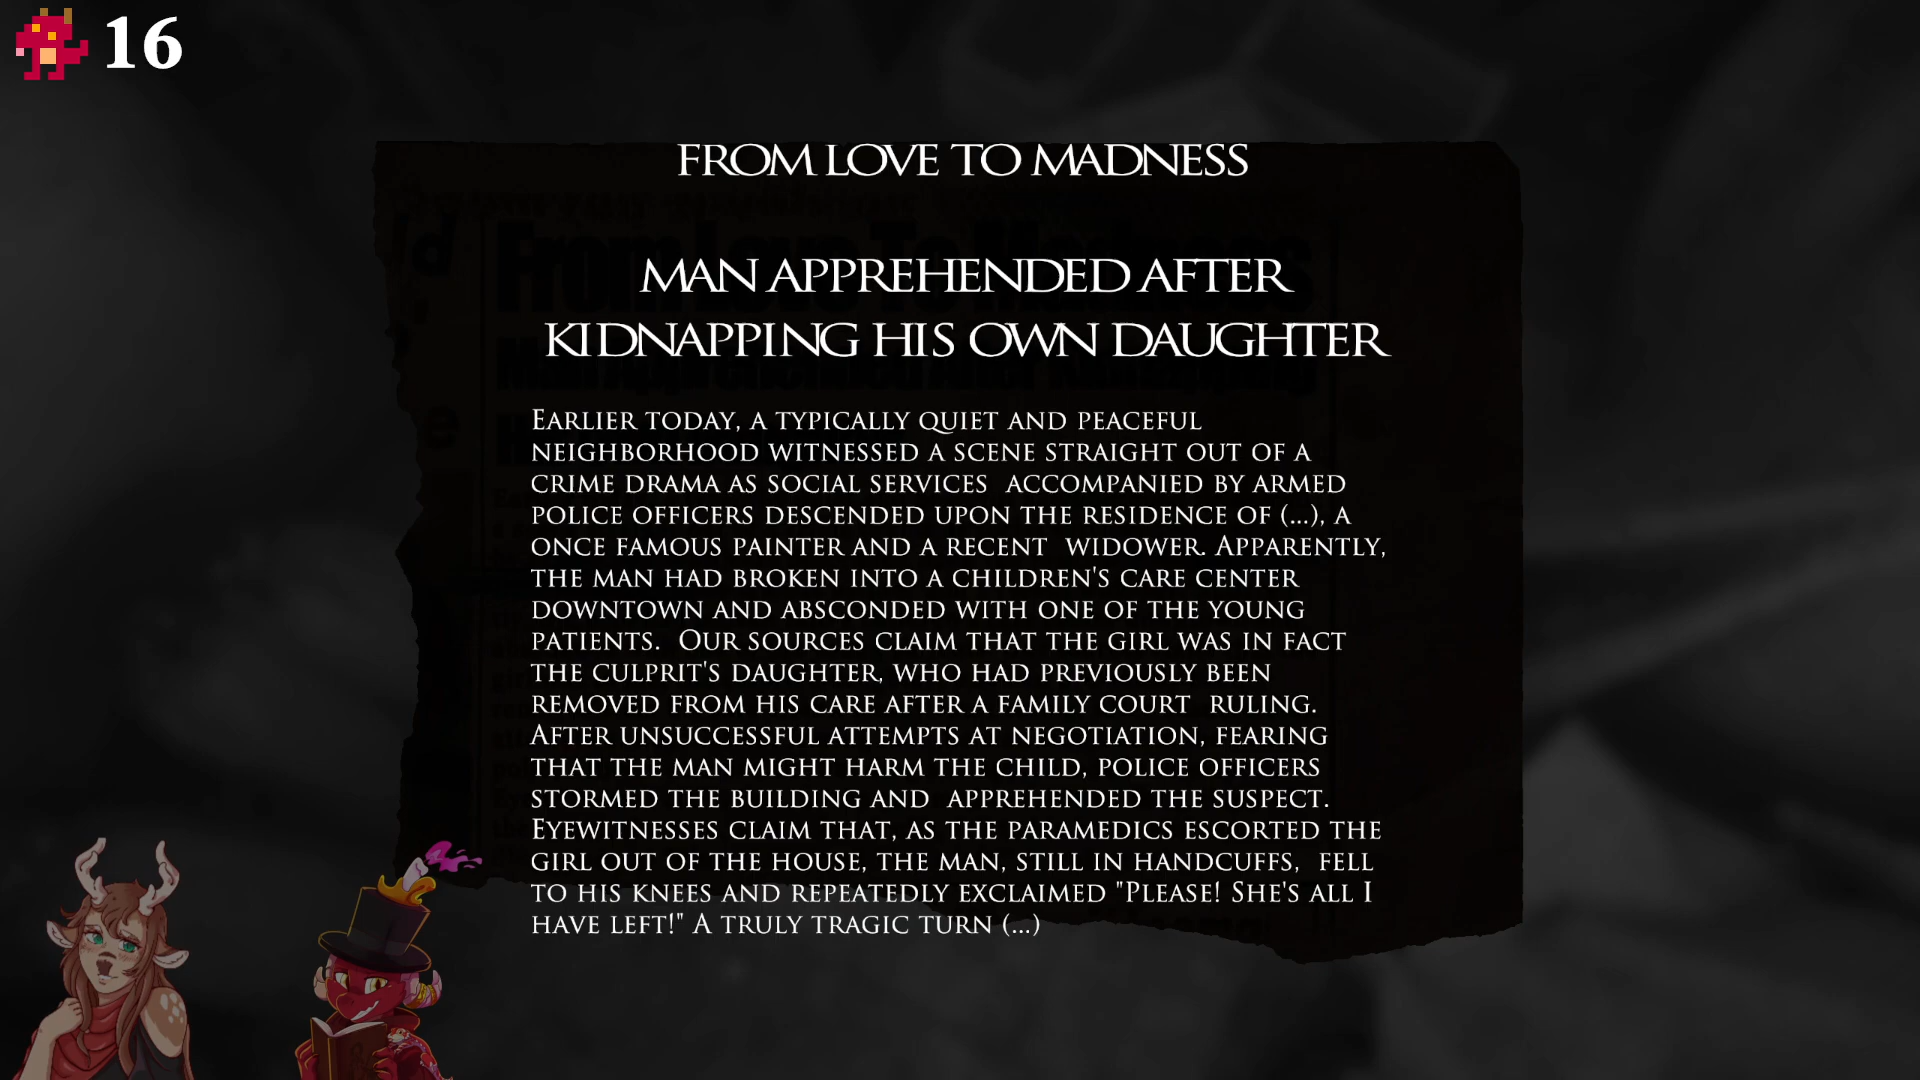 16
FROM LOVE TO MADNESS
MAN APPREHENDED AFTER
KIDNAPPING HIS OWN DAUGHTER
Earlier today, a typically quiet and peaceful
neighborhood witnessed a scene straight out of a
crime drama as social services  accompanied by armed
police officers descended upon the residence of (...), a
once famous painter and a recent  widower. Apparently,
the man had broken into a children's care center
downtown and absconded with one of the young
patients.  Our sources claim that the girl was in fact
the culprit's daughter, who had previously been
removed from his care after a family court  ruling.
After unsuccessful attempts at negotiation, fearing
that the man might harm the child, police officers
stormed the building and  apprehended the suspect.
Eyewitnesses claim that, as the paramedics escorted the
girl out of the house, the man, still in handcuffs,  fell
to his knees and repeatedly exclaimed "Please! She's all I
have left!" A truly tragic turn (...)